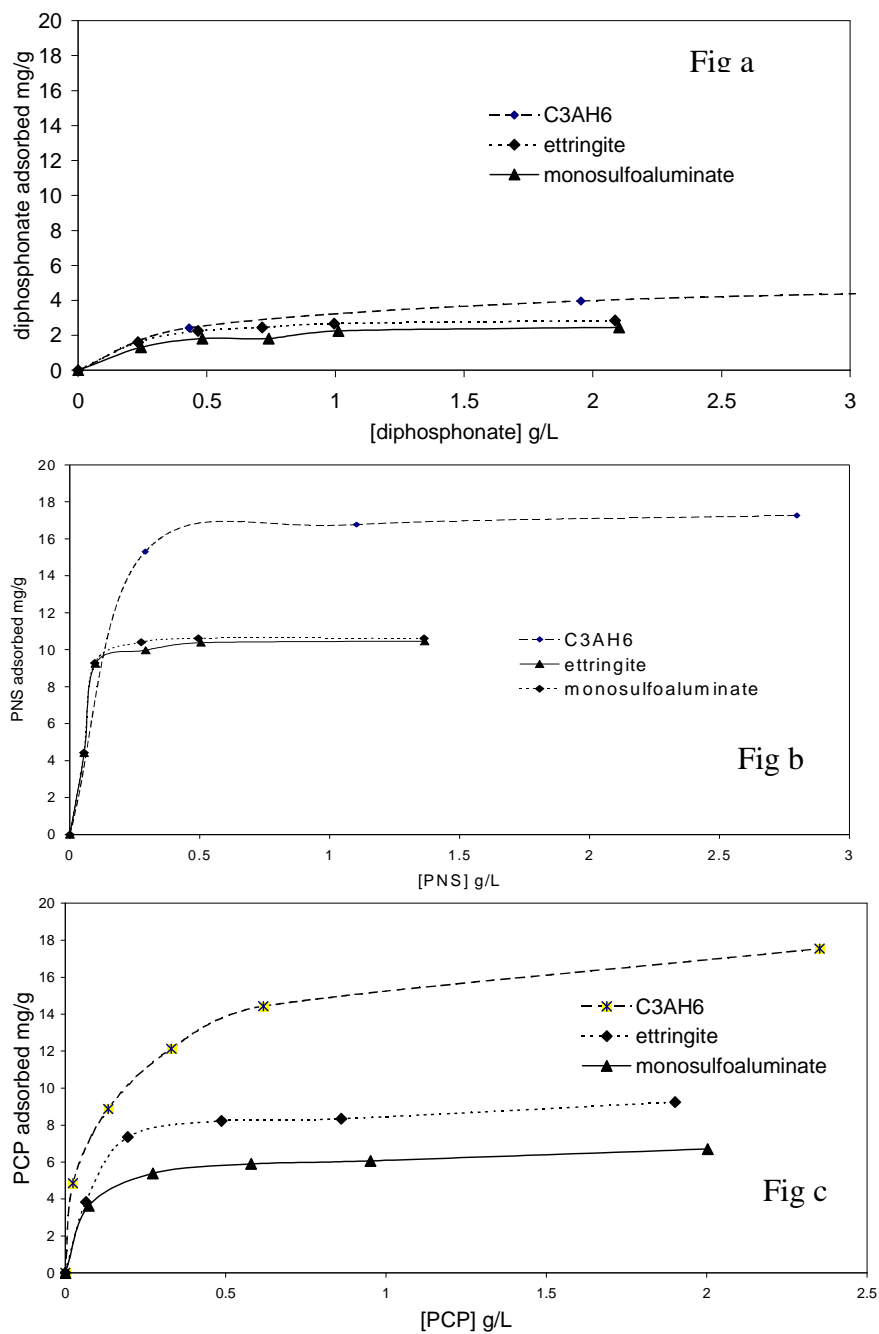 20
18
16
14
12
10
8
6
4
2
0
diphosphonate adsorbed mg/g
Fig a
C3AH6
ettringite
monosulfoaluminate
0 0.5 1 1.5 2 2.5 3
[diphosphonate] g/L
20
18
16
14
12
10
8
6
4
2
0
PNS adsorbed mg/g
C3AH6
ettringite
monosulfoaluminate
Fig b
0 0.5 1 1.5 2 2.5 3
[PNS] g/L
20
18
16
14
12
10
8
6
4
2
0
PCP adsorbed mg/g
C3AH6
ettringite
monosulfoaluminate
Fig c
0 0.5 1 1.5 2 2.5
[PCP] g/L